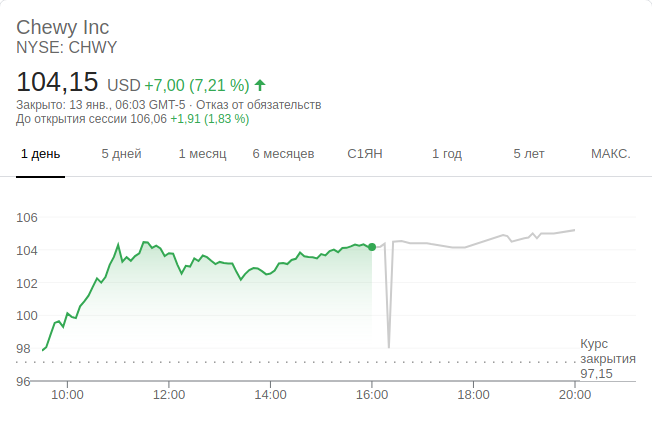 Chewy Inc
NYSE: CHWY
104,15 USD +7,00 (7,21 %)
Закрыто: 13 янв., 06:03 GMT-5 · Отказ от обязательств
До открытия сессии 106,06 +1,91 (1,83 %)
1 день 5 дней 1 месяц 6 месяцев С1ЯН 1 год 5 лет МАКС.
106
104
102
100
98
Курс
закрытия
97,15
96
10:00 12:00 14:00 16:00 18:00 20:00